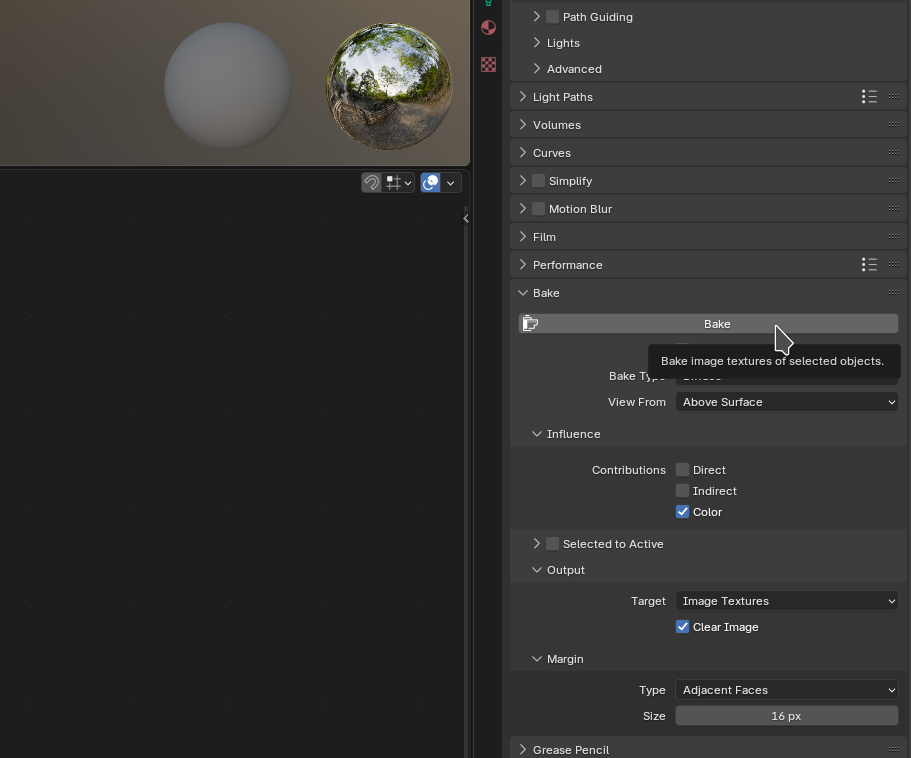 Path Guiding
Lights
Advanced
Light Paths
Volumes
Curves
Simplify
Motion Blur
Film
Performance
Bake
Bake
Bake image textures of selected objects.
Bake Type
View From Above Surface
Influence
Contributions Direct
Indirect
Color
Selected to Active
Output
Target Image Textures
Clear Image
Margin
Type Adjacent Faces
Size 16 px
Grease Pencil